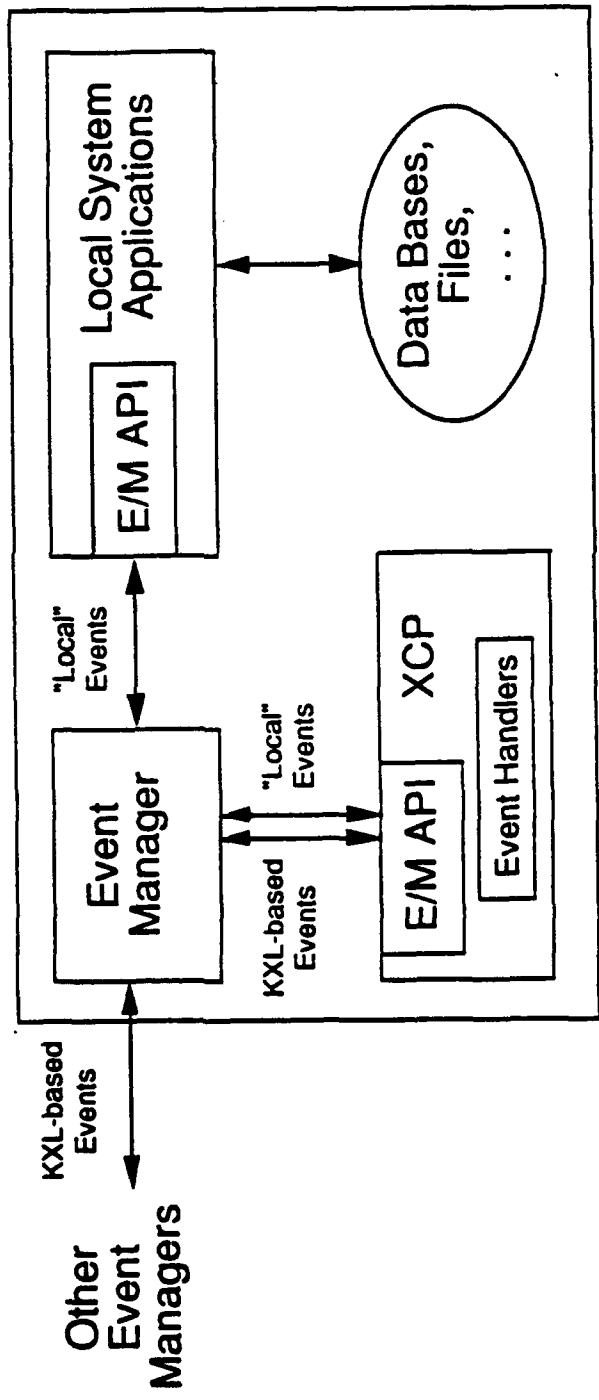 Other
Event
Managers
KXL-based
Events
Event
Manager
"Local"
Events
Local System
Applications
E/M API
KXL-based
Events
"Local"
Events
E/M API
XCP
Event Handlers
Data Bases,
Files,
. . .